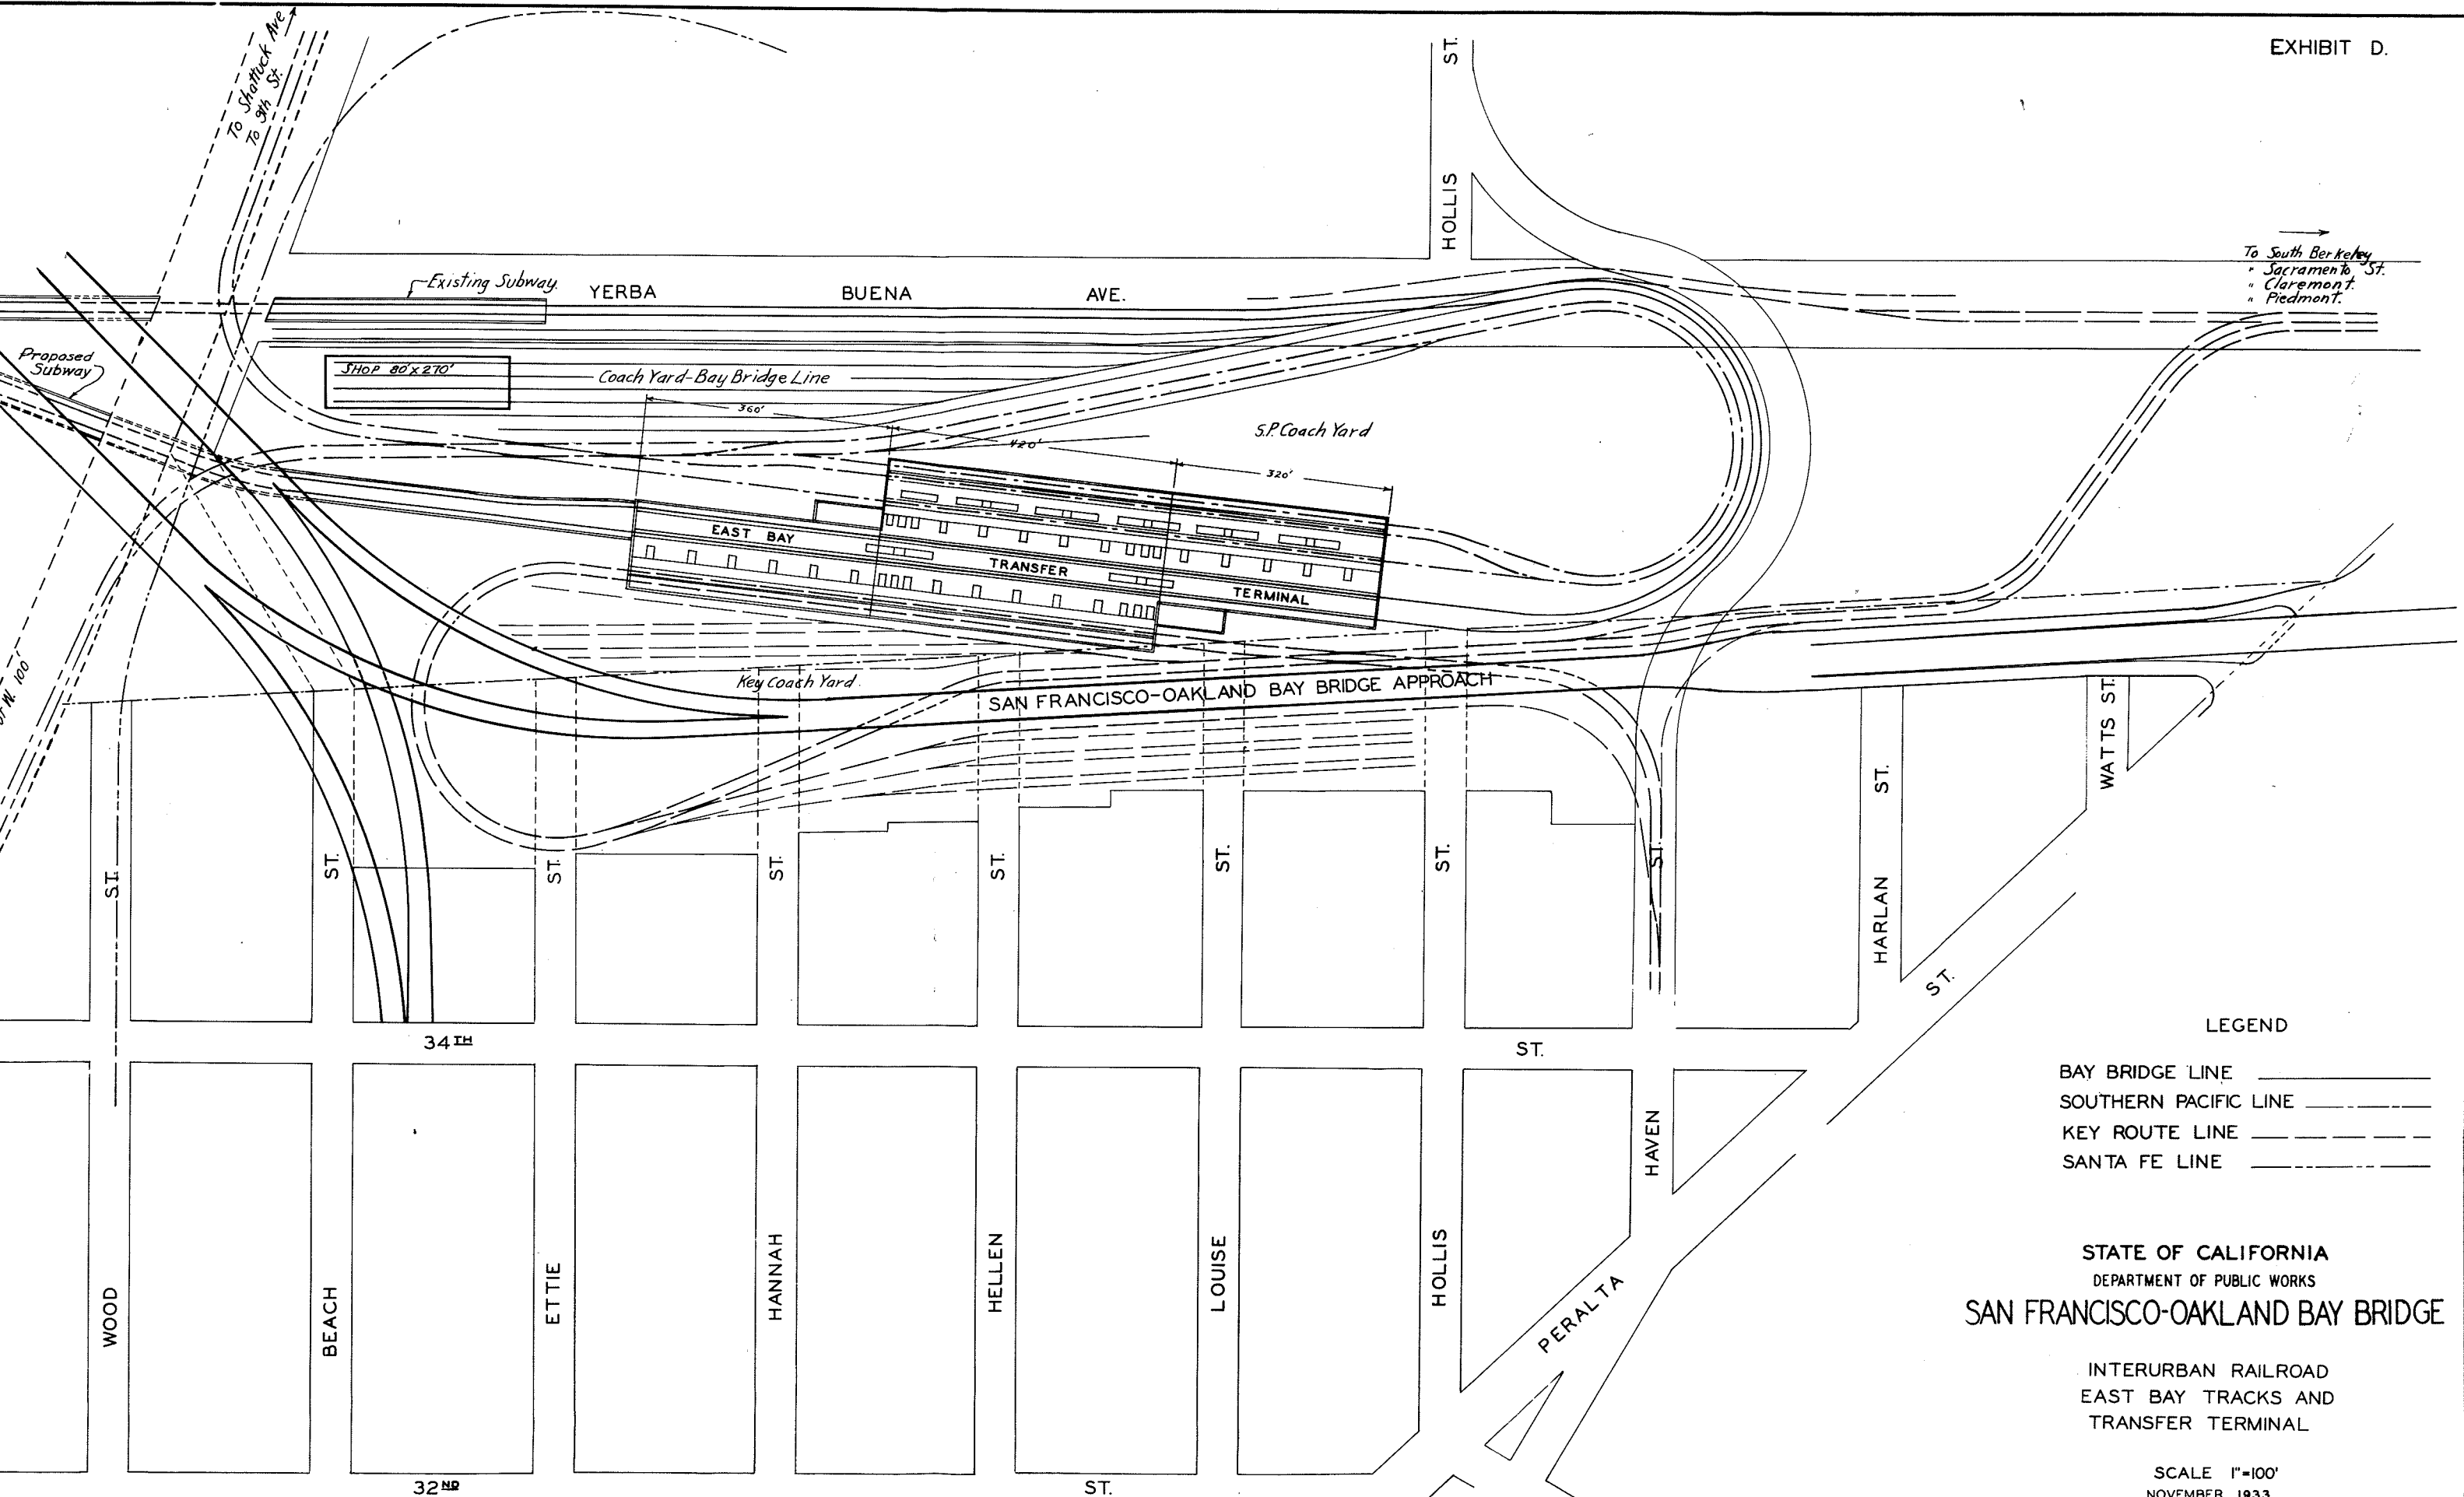 EXHIBIT D.
To Shattuck Ave
To 9th St.
HOLLIS ST.
To South Berkeley
" Sacramento St.
" Claremont.
" Piedmont.
Existing Subway.
YERBA BUENA AVE.
Proposed
Subway
SHOP 80'x270'
Coach Yard-Bay Bridge Line
360'
420'
320'
S.P. Coach Yard
EAST BAY TRANSFER TERMINAL
Key Coach Yard.
SAN FRANCISCO-OAKLAND BAY BRIDGE APPROACH
W. 100
WATTS ST.
ST.
ST.
ST.
ST.
ST.
ST.
ST.
ST.
HARLAN ST.
ST.
34TH ST.
WOOD
BEACH
ETTIE
HANNAH
HELLEN
LOUISE
HOLLIS
HAVEN
PERALTA
32ND ST.
LEGEND
BAY BRIDGE LINE
SOUTHERN PACIFIC LINE
KEY ROUTE LINE
SANTA FE LINE
STATE OF CALIFORNIA
DEPARTMENT OF PUBLIC WORKS
SAN FRANCISCO-OAKLAND BAY BRIDGE
INTERURBAN RAILROAD
EAST BAY TRACKS AND
TRANSFER TERMINAL
SCALE 1"=100'
NOVEMBER 1933